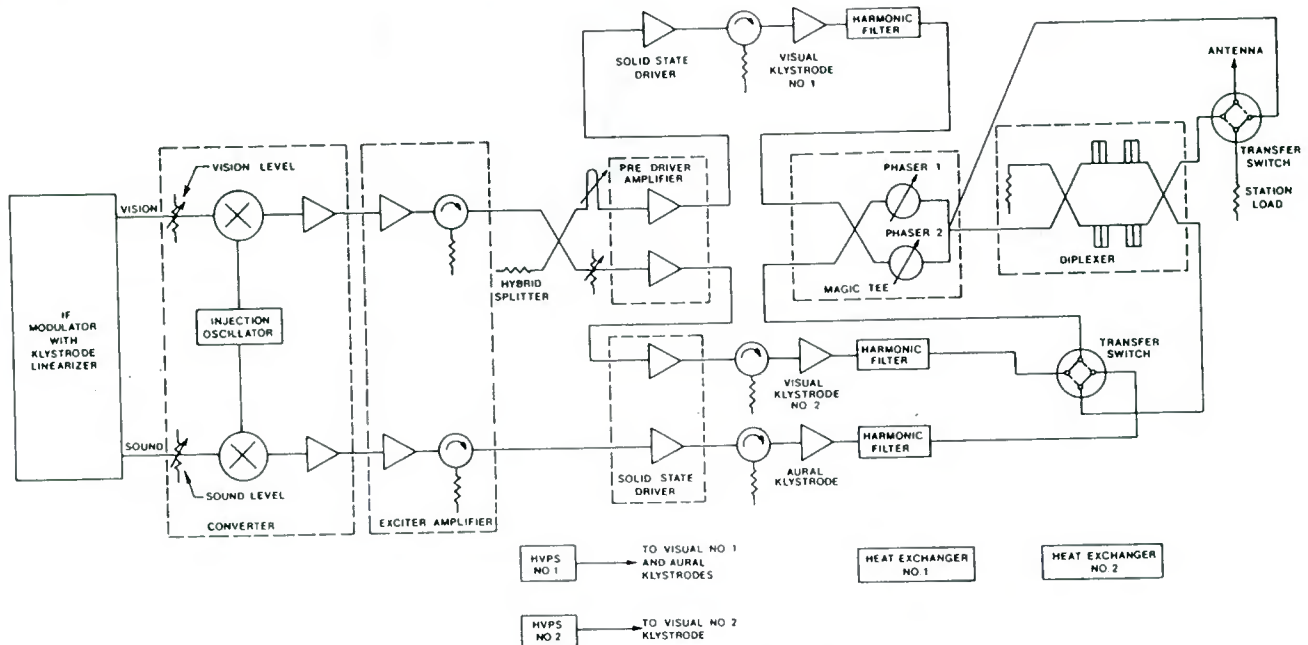 HARMONIC
FILTER
SOLID STATE
DRIVER
VISUAL
KLYSTRODE
NO. 1
ANTENNA
TRANSFER
SWITCH
STATION
LOAD
VISION LEVEL
VISION
PRE DRIVER
AMPLIFIER
PHASER 1
PHASER 2
MAGIC TEE
DIPLEXER
HYBRID
SPLITTER
IF
MODULATOR
WITH
KLYSTRODE
LINEARIZER
INJECTION
OSCILLATOR
TRANSFER
SWITCH
HARMONIC
FILTER
VISUAL
KLYSTRODE
NO. 2
SOUND
SOUND LEVEL
CONVERTER
EXCITER AMPLIFIER
SOLID STATE
DRIVER
AURAL
KLYSTRODE
HARMONIC
FILTER
HVPS
NO. 1
TO VISUAL NO 1
AND AURAL
KLYSTRODES
HEAT EXCHANGER
NO. 1
HEAT EXCHANGER
NO. 2
HVPS
NO. 2
TO VISUAL NO 2
KLYSTRODE